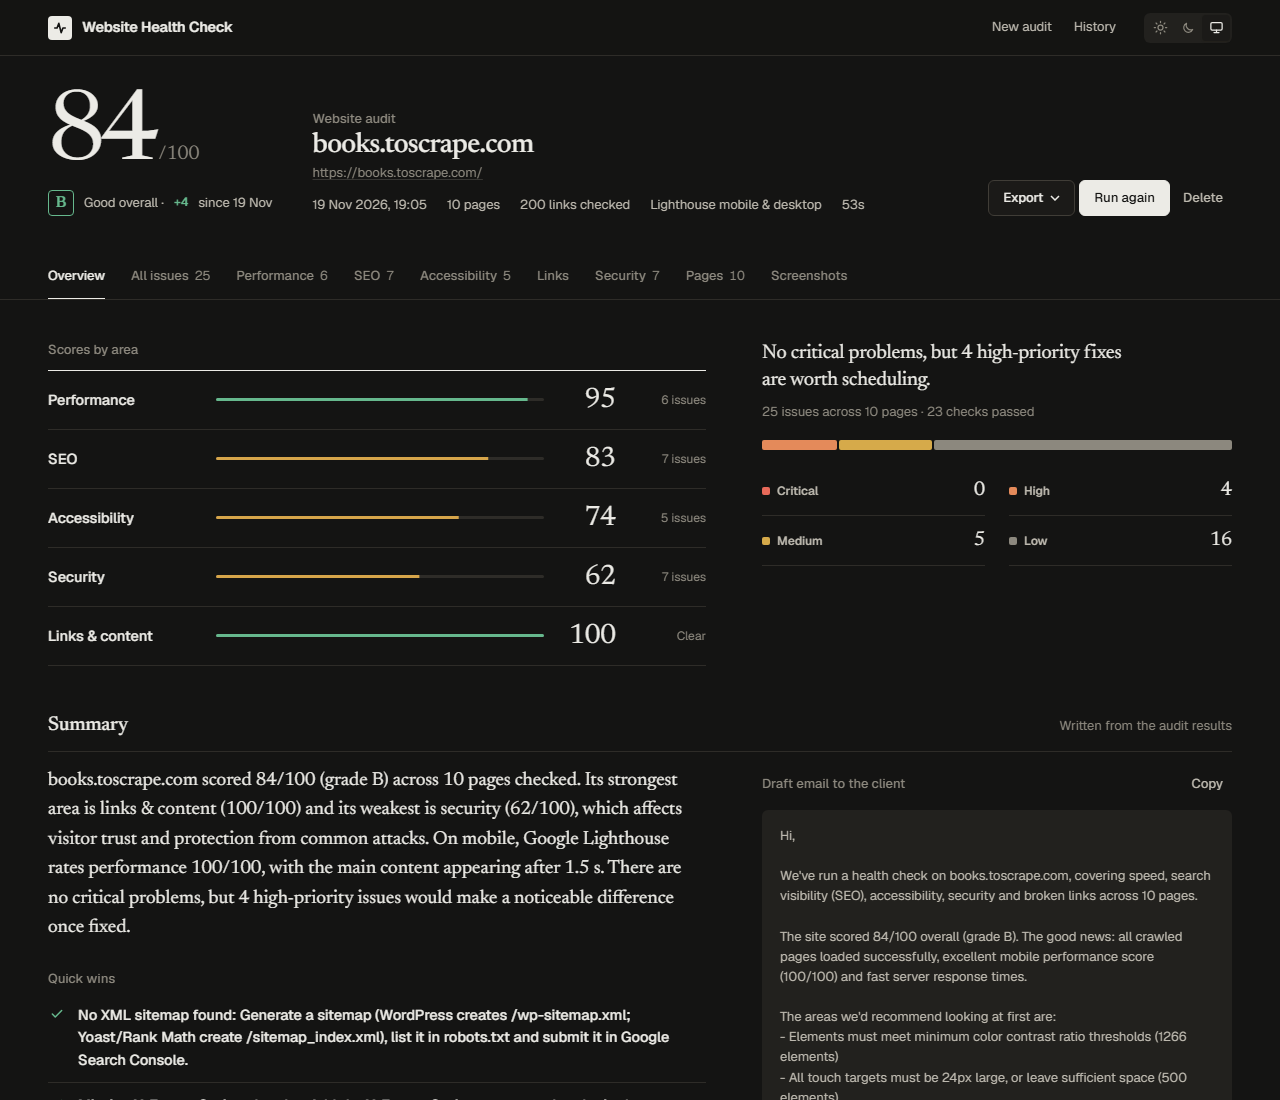 Website Health Check
New audit
History
84/100
B
Good overall · +4 since 19 Nov
Website audit
books.toscrape.com
https://books.toscrape.com/
19 Nov 2026, 19:05
10 pages
200 links checked
Lighthouse mobile & desktop
53s
Export
Run again
Delete
Overview
All issues 25
Performance 6
SEO 7
Accessibility 5
Links
Security 7
Pages 10
Screenshots
Scores by area
Performance 95 6 issues
SEO 83 7 issues
Accessibility 74 5 issues
Security 62 7 issues
Links & content 100 Clear
No critical problems, but 4 high-priority fixes
are worth scheduling.
25 issues across 10 pages · 23 checks passed
Critical 0
High 4
Medium 5
Low 16
Summary
Written from the audit results
books.toscrape.com scored 84/100 (grade B) across 10 pages checked. Its strongest
area is links & content (100/100) and its weakest is security (62/100), which affects
visitor trust and protection from common attacks. On mobile, Google Lighthouse
rates performance 100/100, with the main content appearing after 1.5 s. There are
no critical problems, but 4 high-priority issues would make a noticeable difference
once fixed.
Quick wins
No XML sitemap found: Generate a sitemap (WordPress creates /wp-sitemap.xml;
Yoast/Rank Math create /sitemap_index.xml), list it in robots.txt and submit it in Google
Search Console.
Draft email to the client
Copy
Hi,
We've run a health check on books.toscrape.com, covering speed, search
visibility (SEO), accessibility, security and broken links across 10 pages.
The site scored 84/100 overall (grade B). The good news: all crawled
pages loaded successfully, excellent mobile performance score
(100/100) and fast server response times.
The areas we'd recommend looking at first are:
- Elements must meet minimum color contrast ratio thresholds (1266
elements)
- All touch targets must be 24px large, or leave sufficient space (500
elements)